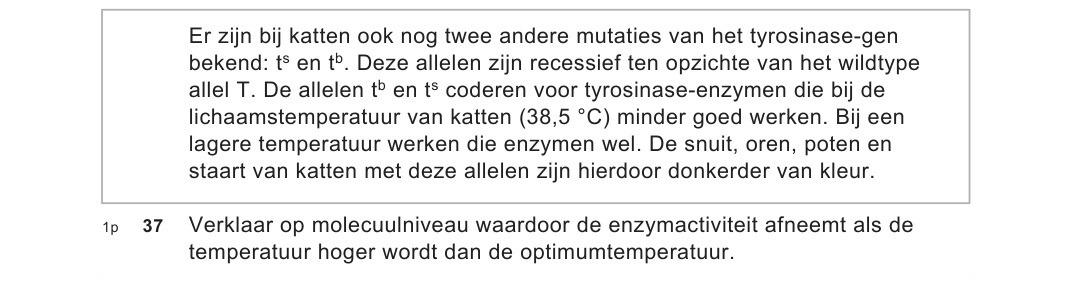 Er zijn bij katten ook nog twee andere mutaties van het tyrosinase-gen
bekend: tˢ en tᵇ. Deze allelen zijn recessief ten opzichte van het wildtype
allel T. De allelen tᵇ en tˢ coderen voor tyrosinase-enzymen die bij de
lichaamstemperatuur van katten (38,5 °C) minder goed werken. Bij een
lagere temperatuur werken die enzymen wel. De snuit, oren, poten en
staart van katten met deze allelen zijn hierdoor donkerder van kleur.
1p 37 Verklaar op molecuulniveau waardoor de enzymactiviteit afneemt als de
temperatuur hoger wordt dan de optimumtemperatuur.